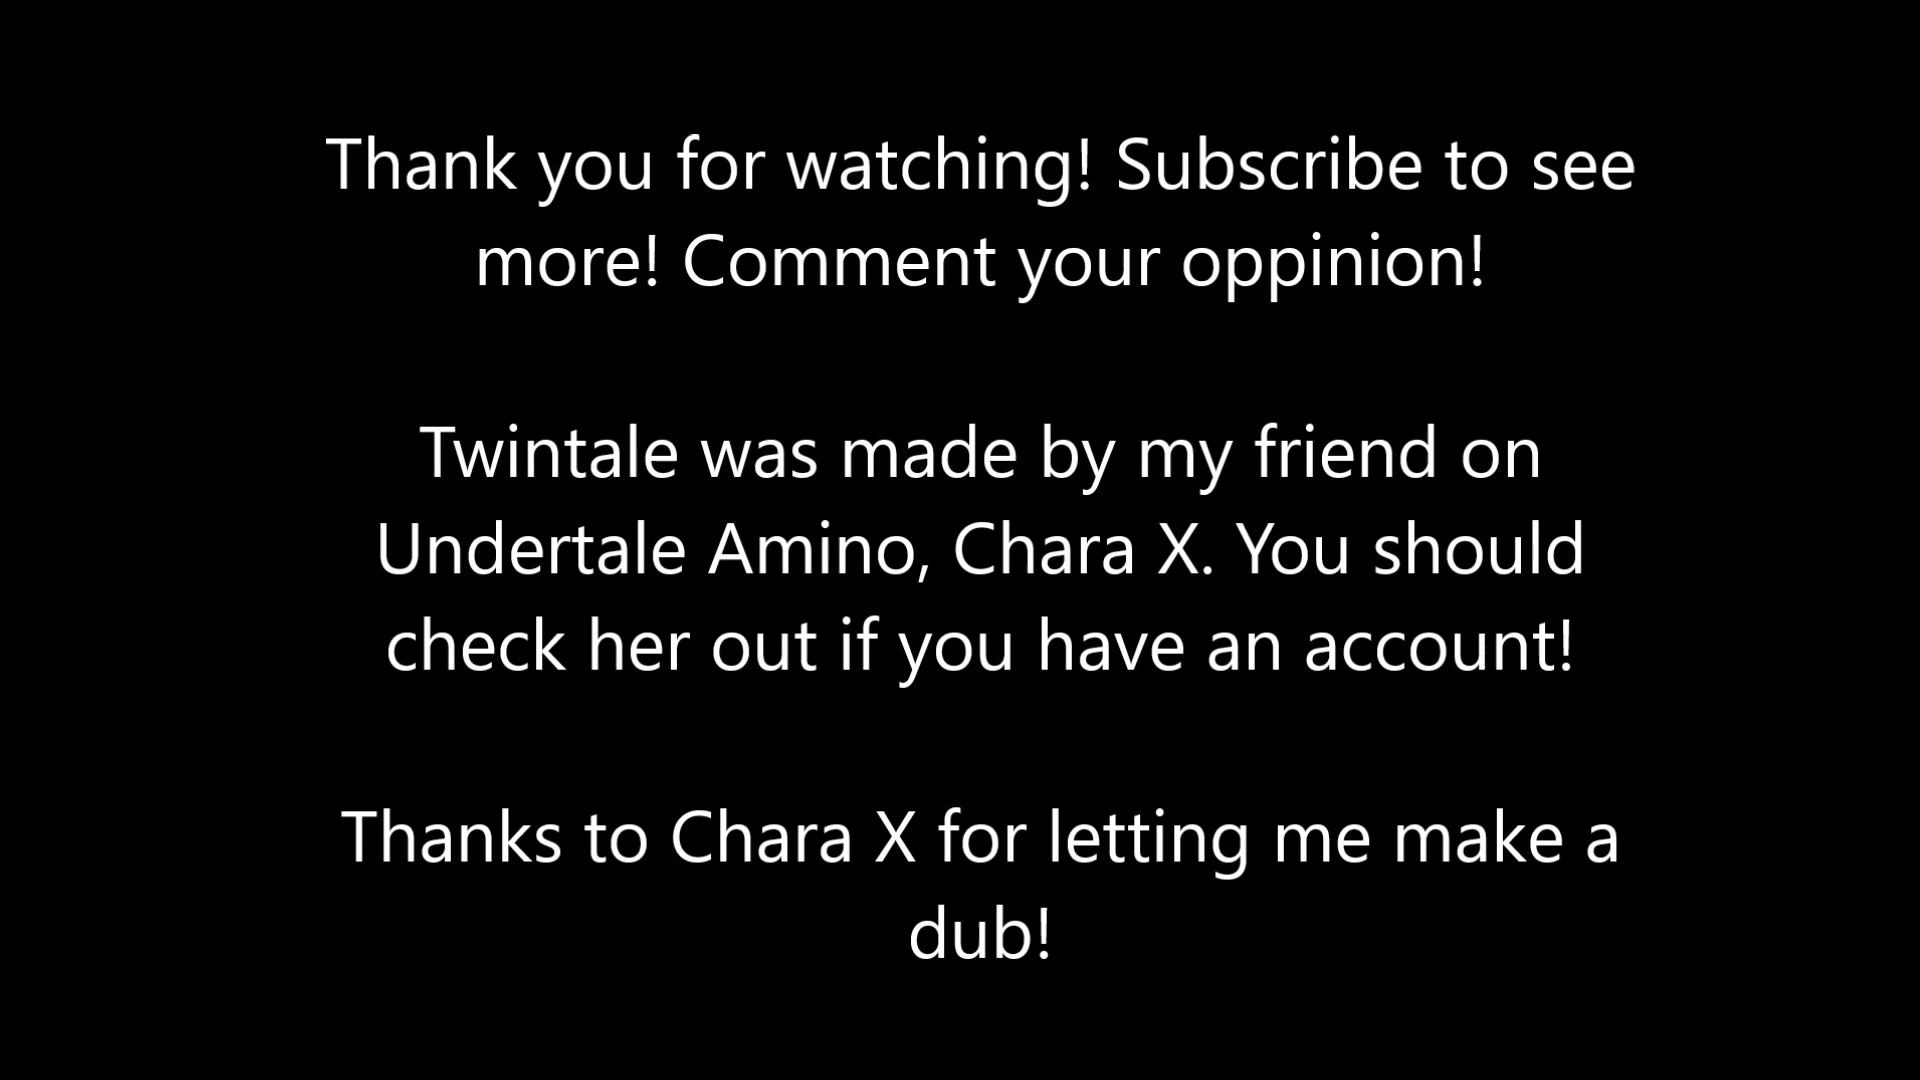 Thank you for watching! Subscribe to see
more! Comment your oppinion!
Twintale was made by my friend on
Undertale Amino, Chara X. You should
check her out if you have an account!
Thanks to Chara X for letting me make a
dub!